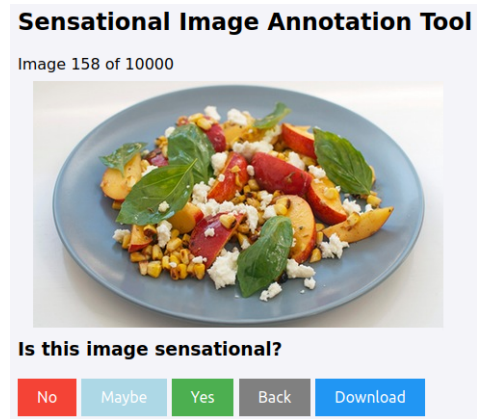 Sensational Image Annotation Tool
Image 158 of 10000
Is this image sensational?
No
Maybe
Yes
Back
Download